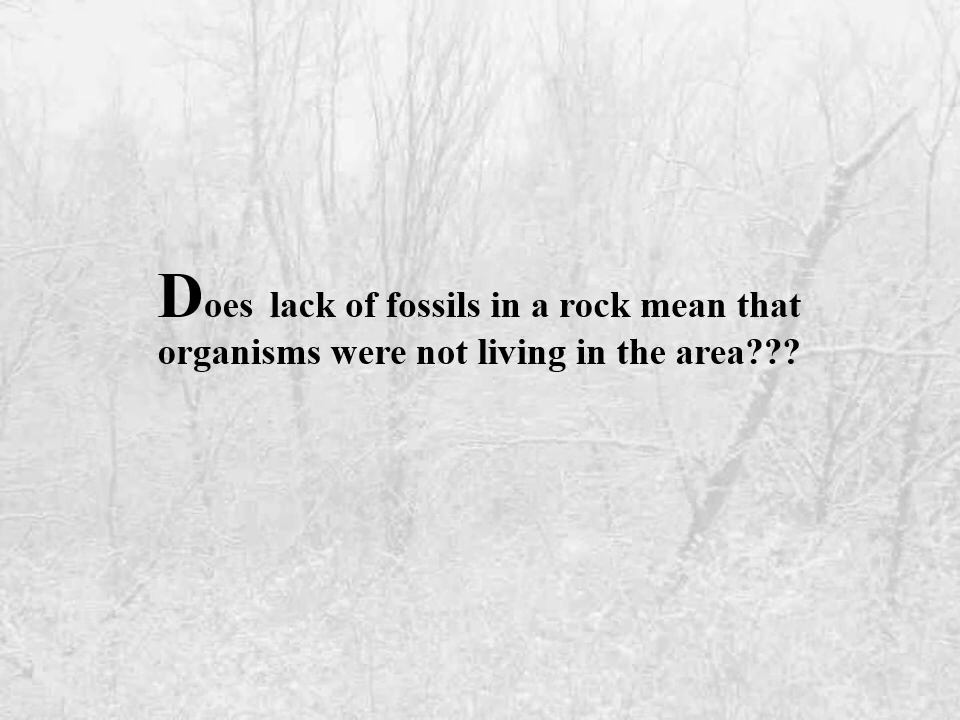 Does lack of fossils in a rock mean that
organisms were not living in the area???